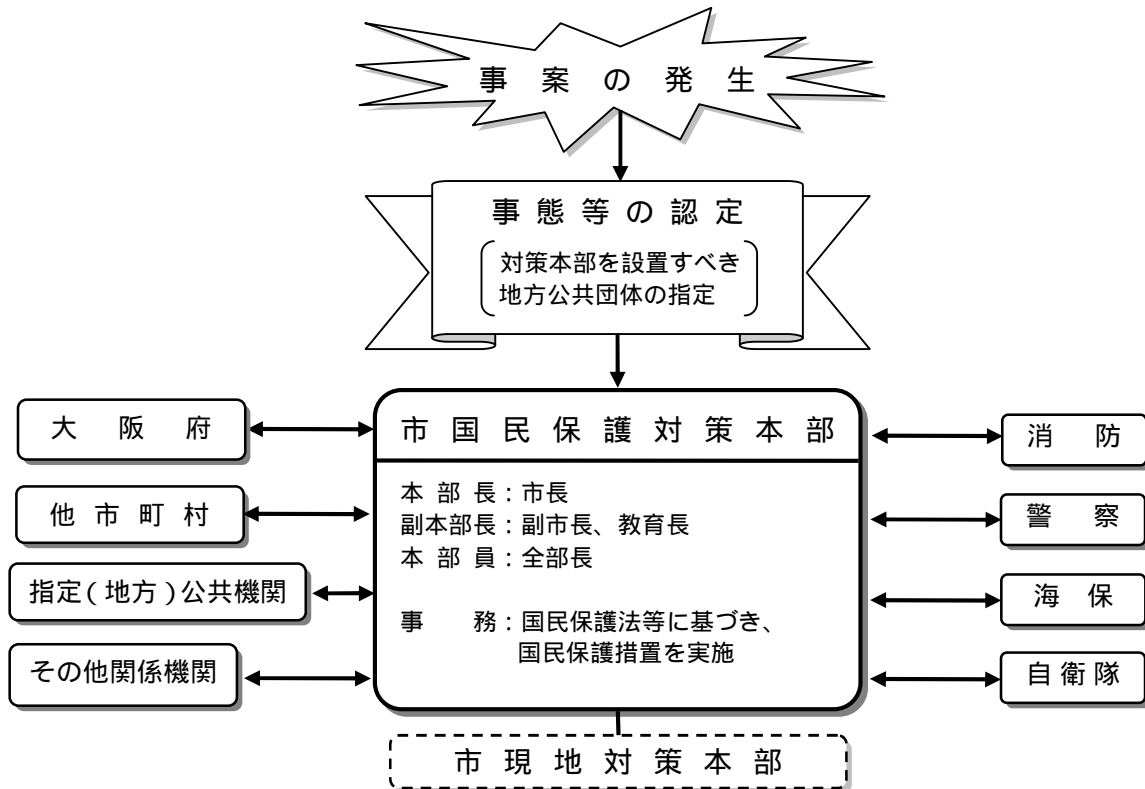 事案の発生
事態等の認定
対策本部を設置すべき
地方公共団体の指定
市国民保護対策本部
本部長：市長
副本部長：副市長、教育長
本部員：全部長
事　　務：国民保護法等に基づき、
国民保護措置を実施
大阪府
他市町村
指定（地方）公共機関
その他関係機関
消防
警察
海保
自衛隊
市現地対策本部